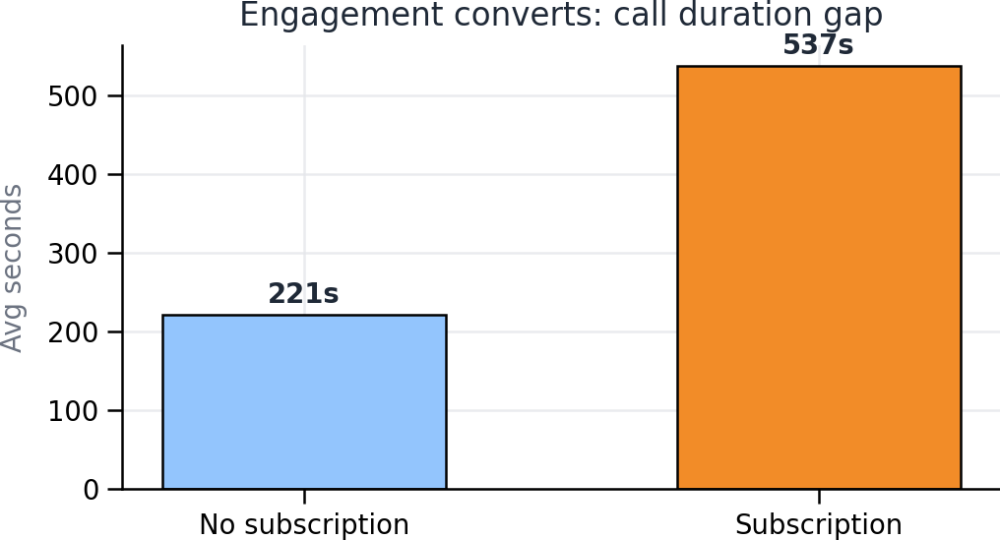 Engagement converts: call duration gap
537s
500
400
300
221s
200
100
0
Avg seconds
No subscription
Subscription